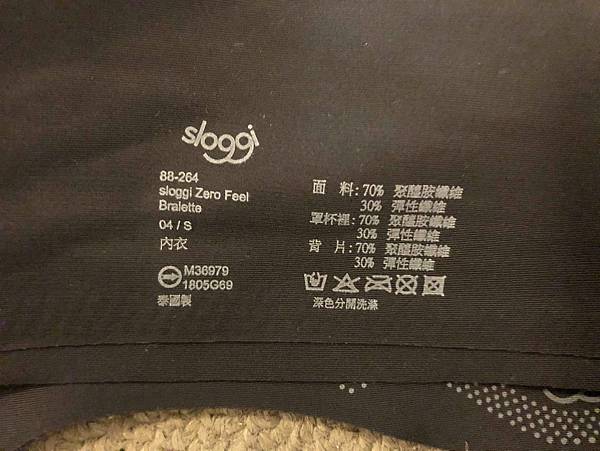 sloggi
88-264
sloggi Zero Feel
Bralette
04 / S
內衣
M36979
1805G69
泰國製
面 料:70% 聚醯胺纖維
30% 彈性纖維
罩杯裡:70% 聚醯胺纖維
30% 彈性纖維
背 片:70% 聚醯胺纖維
30% 彈性纖維
深色分開洗滌